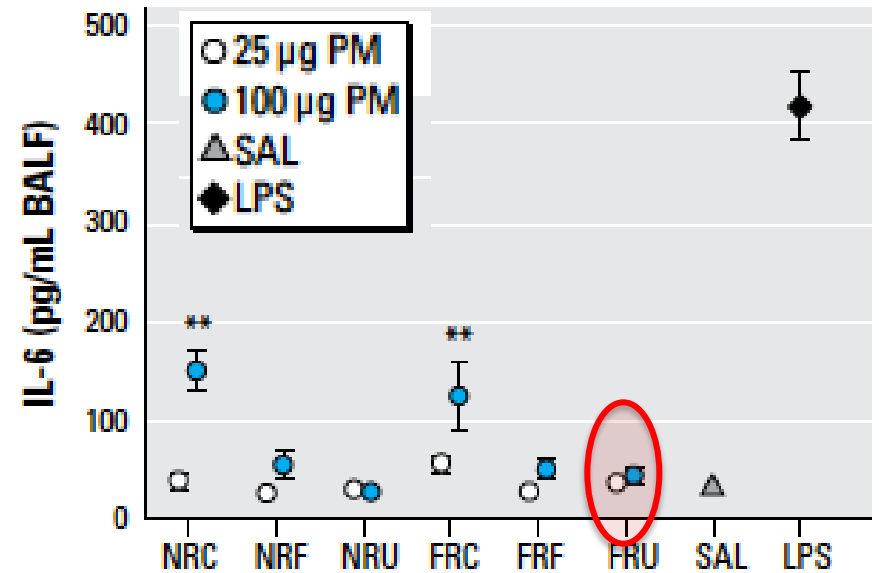 500
400
300
200
100
0
IL-6 (pg/mL BALF)
25 µg PM
100 µg PM
SAL
LPS
**
**
NRC NRF NRU FRC FRF FRU SAL LPS